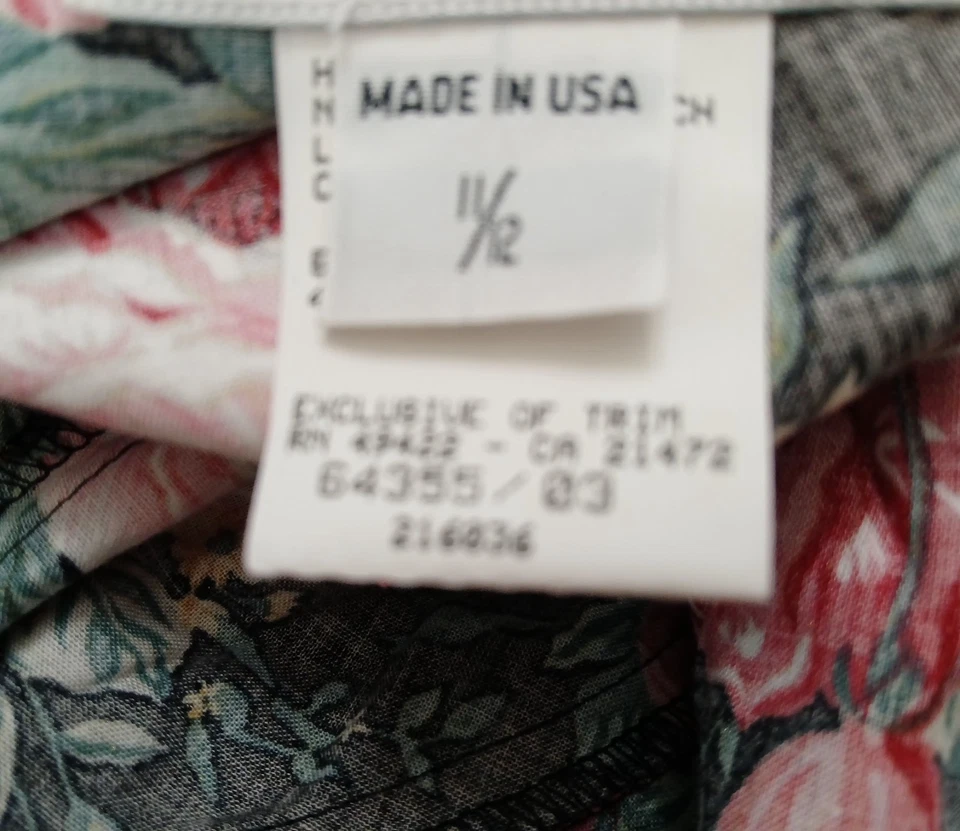 MADE IN USA
11/12
EXCLUSIVE OF TRIM
RN 49422 - CA 21472
64355/03
216036